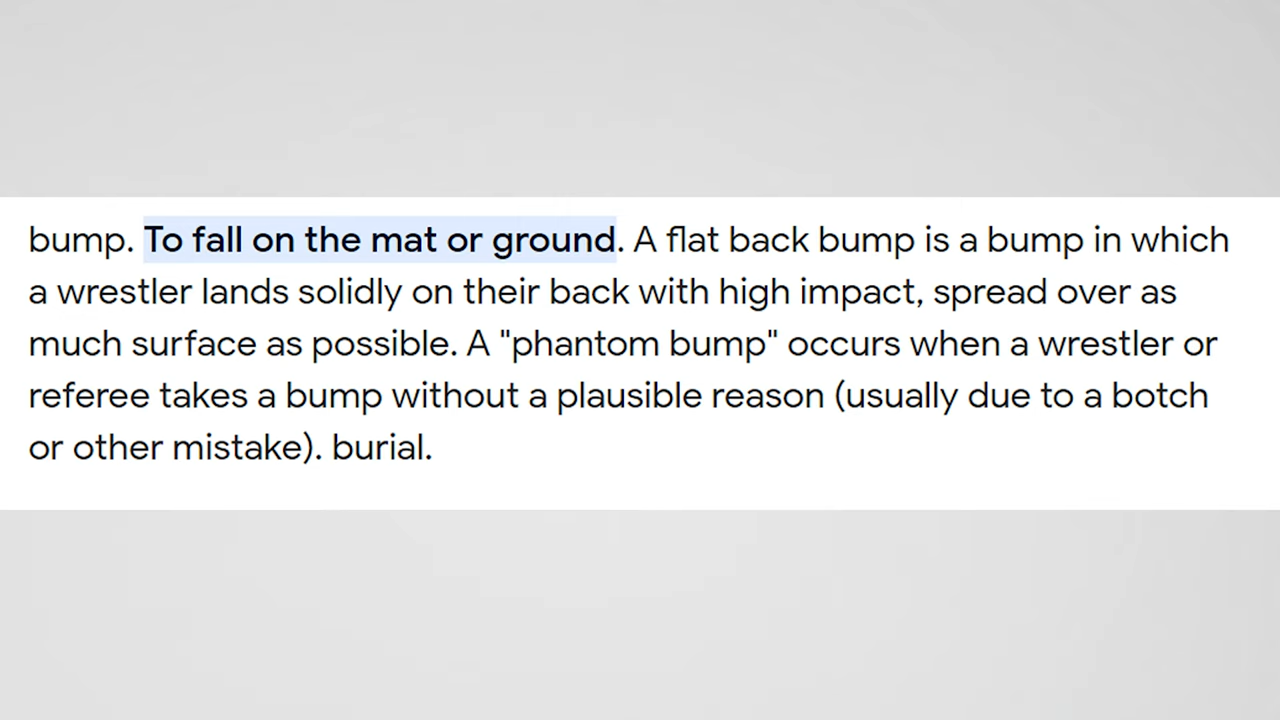 bump. To fall on the mat or ground. A flat back bump is a bump in which
a wrestler lands solidly on their back with high impact, spread over as
much surface as possible. A "phantom bump" occurs when a wrestler or
referee takes a bump without a plausible reason (usually due to a botch
or other mistake). burial.